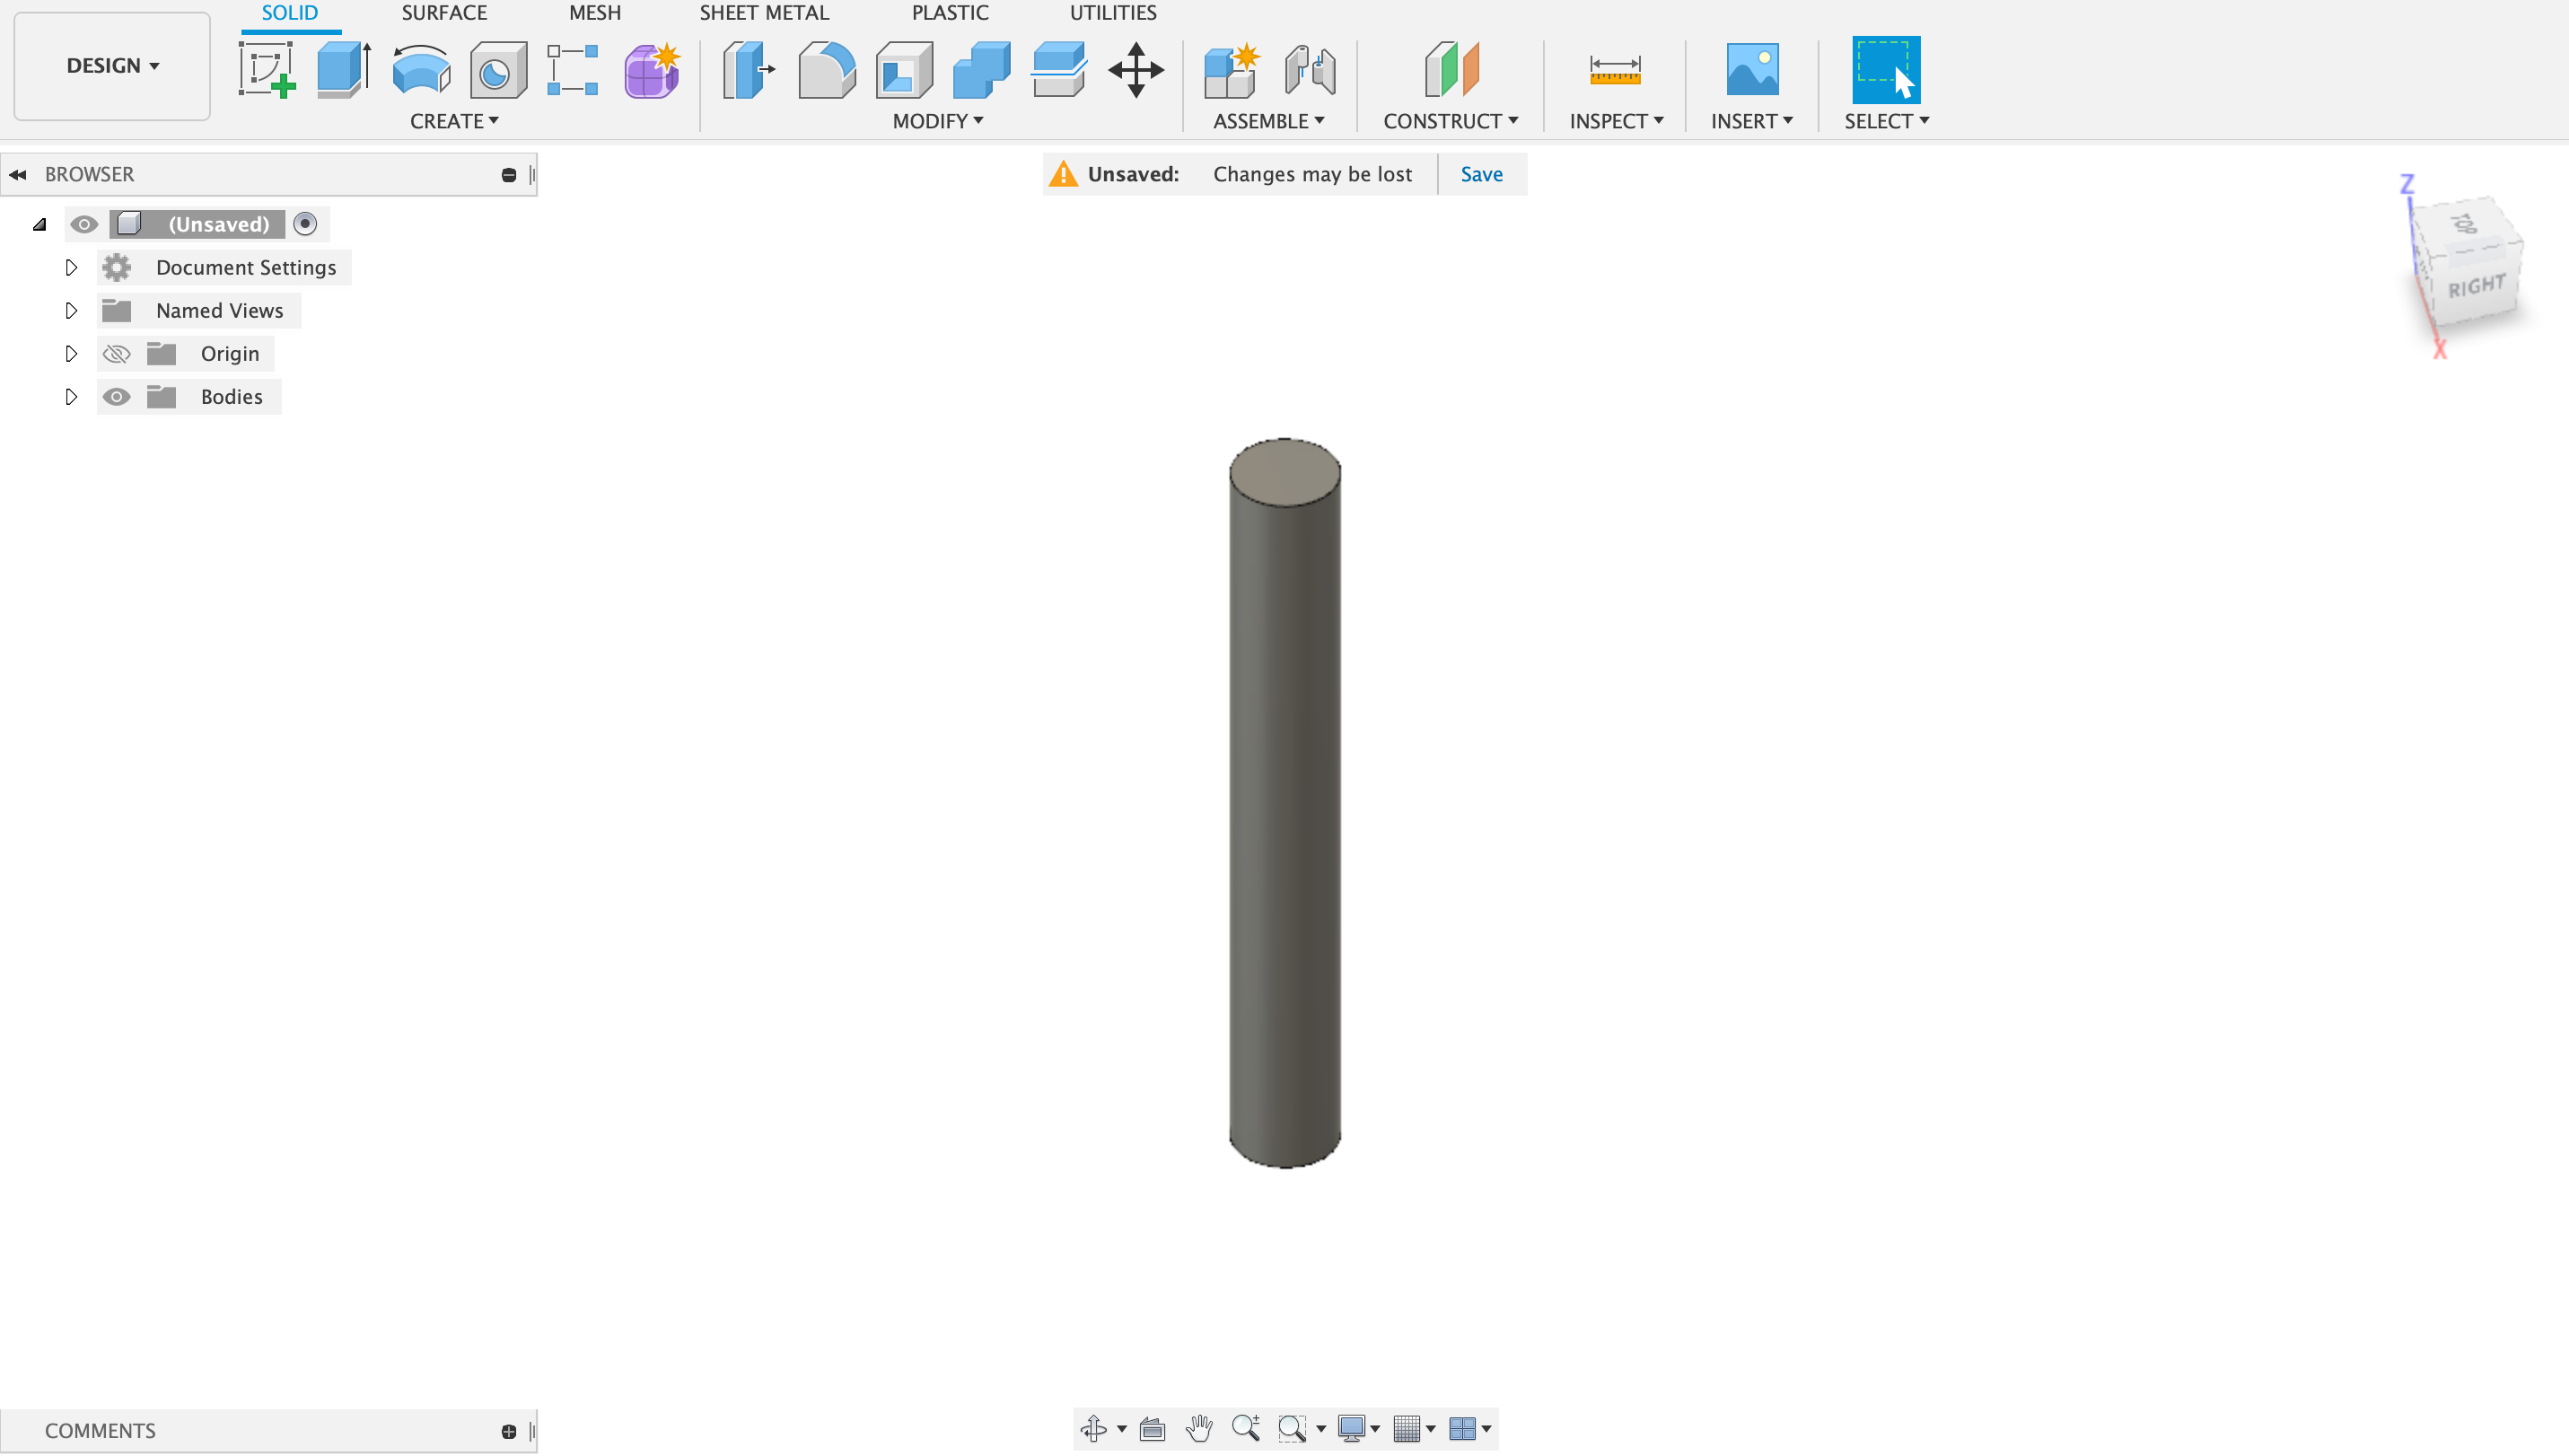 SOLID SURFACE MESH SHEET METAL PLASTIC UTILITIES
DESIGN
CREATE MODIFY ASSEMBLE CONSTRUCT INSPECT INSERT SELECT
BROWSER
Unsaved: Changes may be lost Save
(Unsaved)
Document Settings
Named Views
Origin
Bodies
Z
TOP
RIGHT
X
COMMENTS